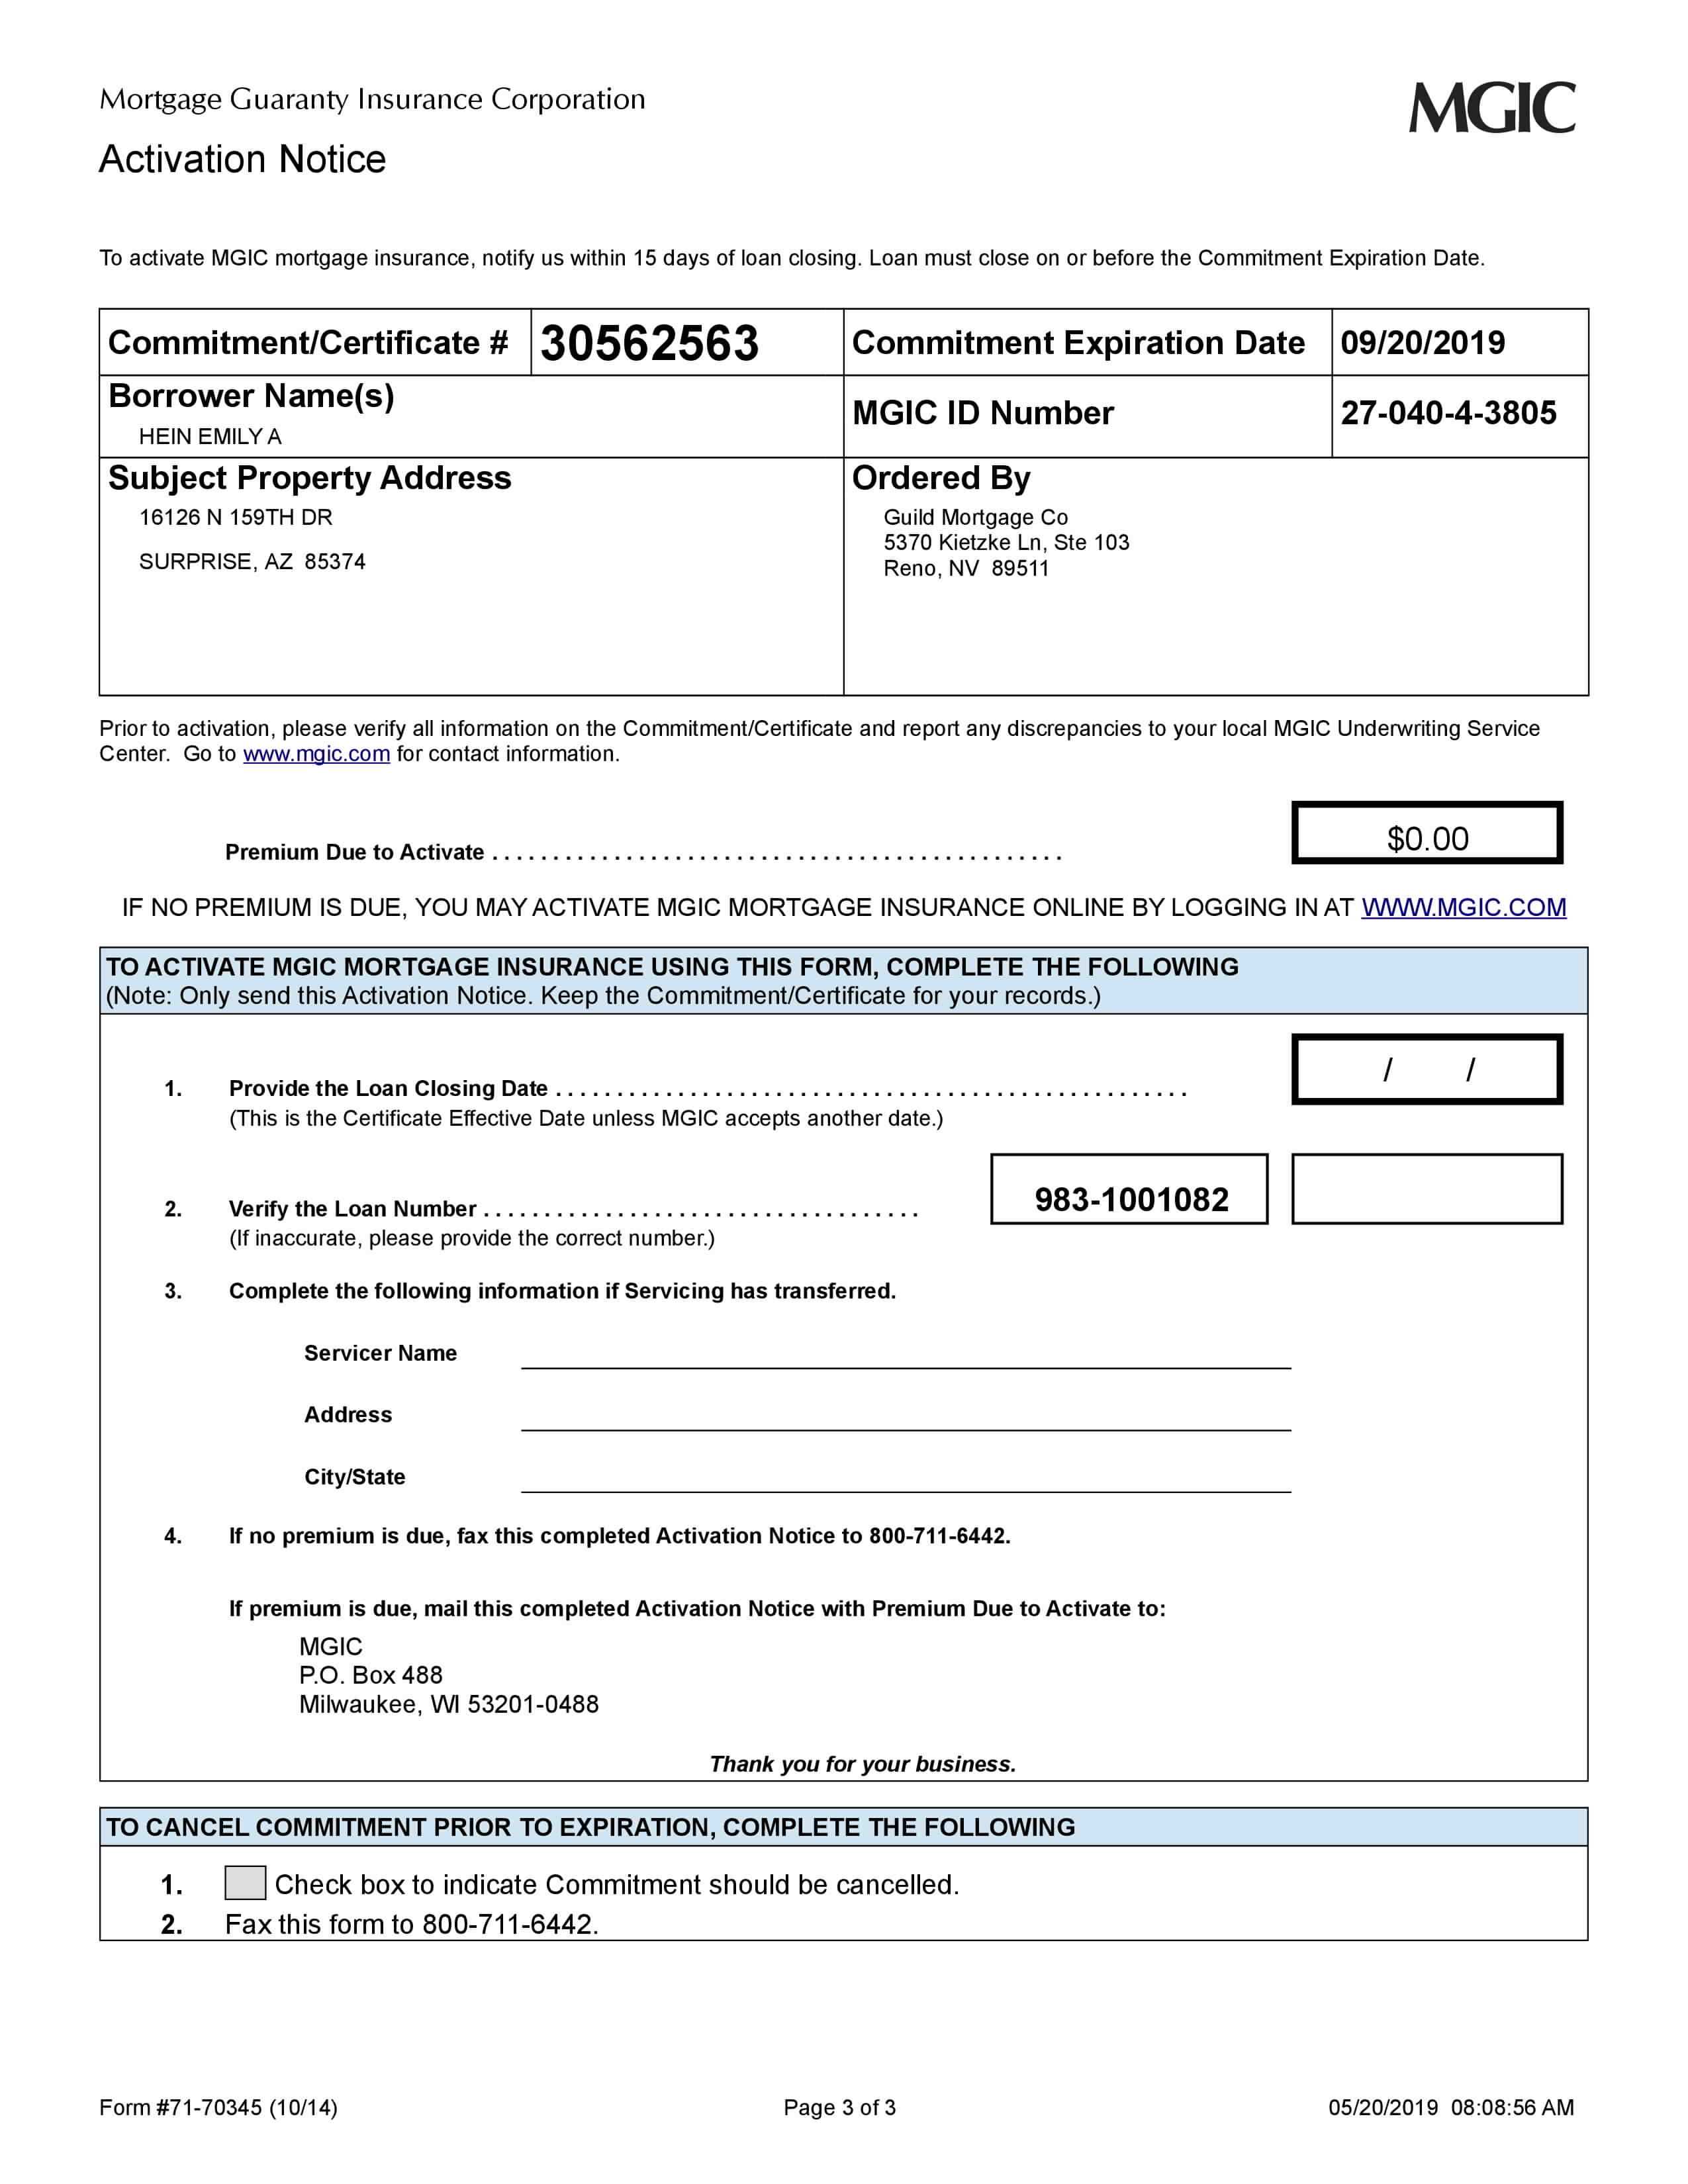 Mortgage Guaranty Insurance Corporation
MGIC
Activation Notice
To activate MGIC mortgage insurance, notify us within 15 days of loan closing. Loan must close on or before the Commitment Expiration Date.
Commitment/Certificate # 30562563 Commitment Expiration Date 09/20/2019
Borrower Name(s)
HEIN EMILY A
MGIC ID Number 27-040-4-3805
Subject Property Address
16126 N 159TH DR
SURPRISE, AZ 85374
Ordered By
Guild Mortgage Co
5370 Kietzke Ln, Ste 103
Reno, NV 89511
Prior to activation, please verify all information on the Commitment/Certificate and report any discrepancies to your local MGIC Underwriting Service
Center. Go to www.mgic.com for contact information.
Premium Due to Activate . . . . . . . . . . . . . . . . . . . . . . . . . . . . . . . . . . . . . . . . . . . . . . . $0.00
IF NO PREMIUM IS DUE, YOU MAY ACTIVATE MGIC MORTGAGE INSURANCE ONLINE BY LOGGING IN AT WWW.MGIC.COM
TO ACTIVATE MGIC MORTGAGE INSURANCE USING THIS FORM, COMPLETE THE FOLLOWING
(Note: Only send this Activation Notice. Keep the Commitment/Certificate for your records.)
1. Provide the Loan Closing Date . . . . . . . . . . . . . . . . . . . . . . . . . . . . . . . . . . . . . . . . . . . . . . . . . . . . / /
(This is the Certificate Effective Date unless MGIC accepts another date.)
2. Verify the Loan Number . . . . . . . . . . . . . . . . . . . . . . . . . . . . . . . . . . . . 983-1001082
(If inaccurate, please provide the correct number.)
3. Complete the following information if Servicing has transferred.
Servicer Name
Address
City/State
4. If no premium is due, fax this completed Activation Notice to 800-711-6442.
If premium is due, mail this completed Activation Notice with Premium Due to Activate to:
MGIC
P.O. Box 488
Milwaukee, WI 53201-0488
Thank you for your business.
TO CANCEL COMMITMENT PRIOR TO EXPIRATION, COMPLETE THE FOLLOWING
1. Check box to indicate Commitment should be cancelled.
2. Fax this form to 800-711-6442.
Form #71-70345 (10/14) Page 3 of 3 05/20/2019 08:08:56 AM